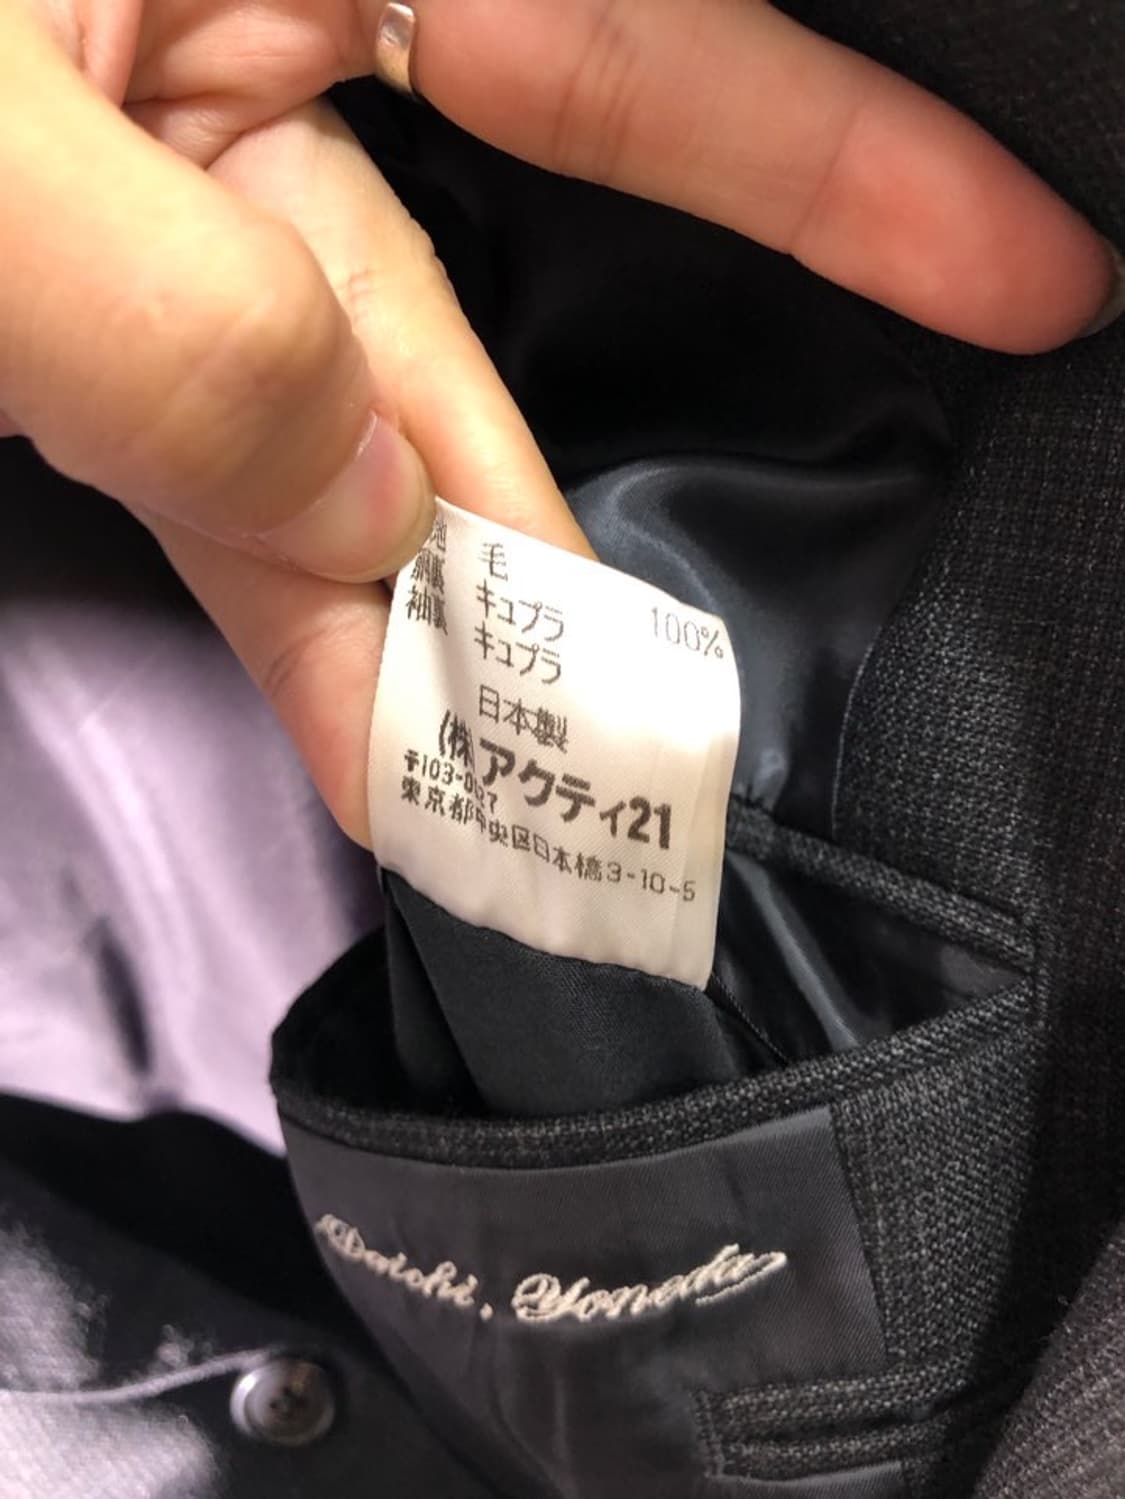 地 毛 100%
胴裏 キュプラ
袖裏 キュプラ
日本製
(株)アクティ21
〒103-0027
東京都中央区日本橋3-10-5
Daichi, Yoneda